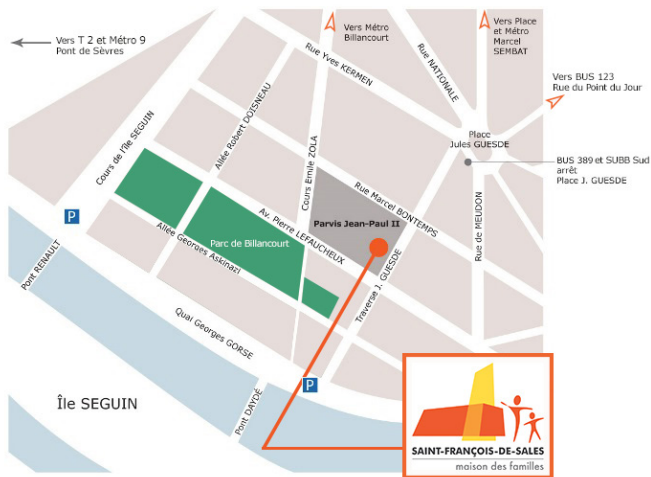 Vers T 2 et Métro 9
Pont de Sèvres
Vers Métro
Billancourt
Vers Place
et Métro
Marcel
SEMBAT
Vers BUS 123
Rue du Point du Jour
Rue Yves KERMEN
Rue NATIONALE
Allée Robert DOISNEAU
Cours de l'île SEGUIN
Cours Emile ZOLA
Place
Jules GUESDE
BUS 389 et SUBB Sud
arrêt
Place J. GUESDE
Rue Marcel BONTEMPS
Parvis Jean-Paul II
Av. Pierre LEFAUCHEUX
Parc de Billancourt
Allée Georges Askinazi
Traverse J. GUESDE
Rue de MEUDON
P
Pont RENAULT
Quai Georges GORSE
P
Pont DAYDÉ
Île SEGUIN
SAINT-FRANÇOIS-DE-SALES
maison des familles